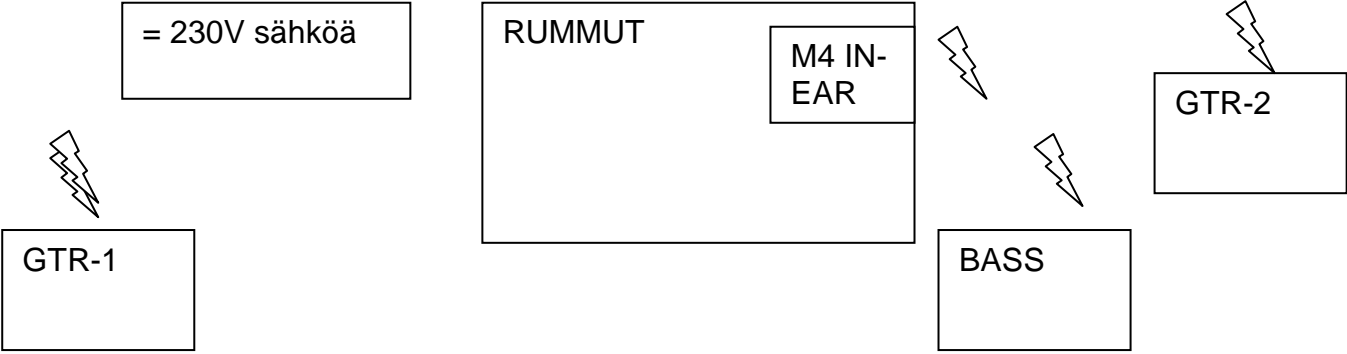 = 230V sähköä
RUMMUT
M4 IN-
EAR
GTR-2
GTR-1
BASS